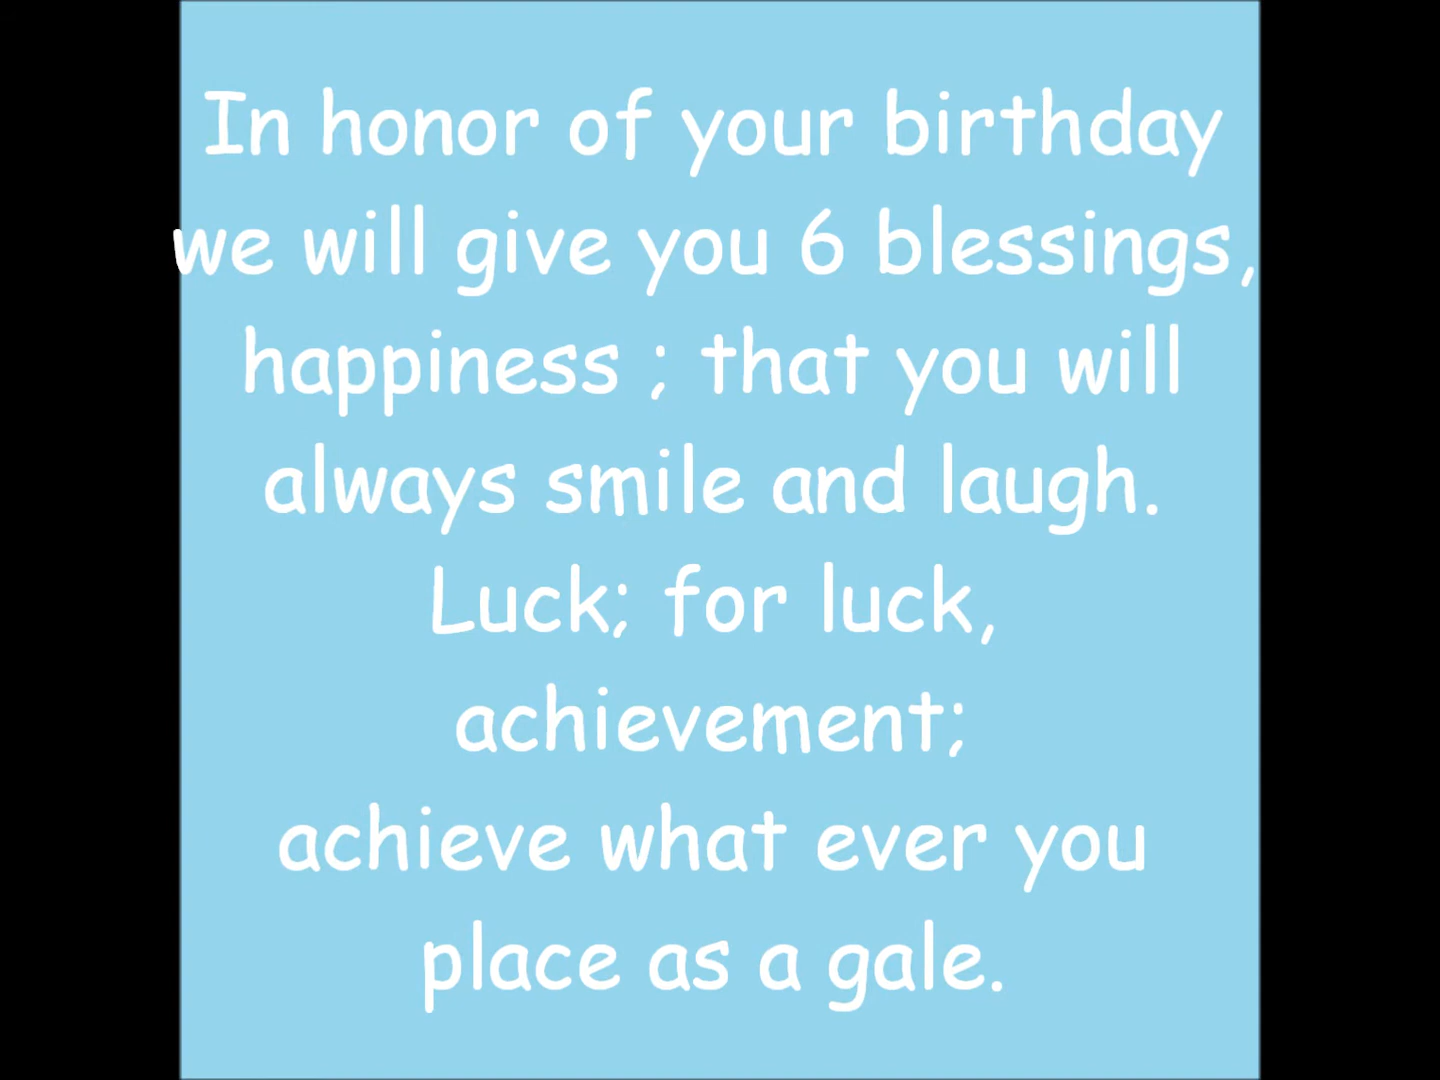 In honor of your birthday
we will give you 6 blessings,
happiness ; that you will
always smile and laugh.
Luck; for luck,
achievement;
achieve what ever you
place as a gale.